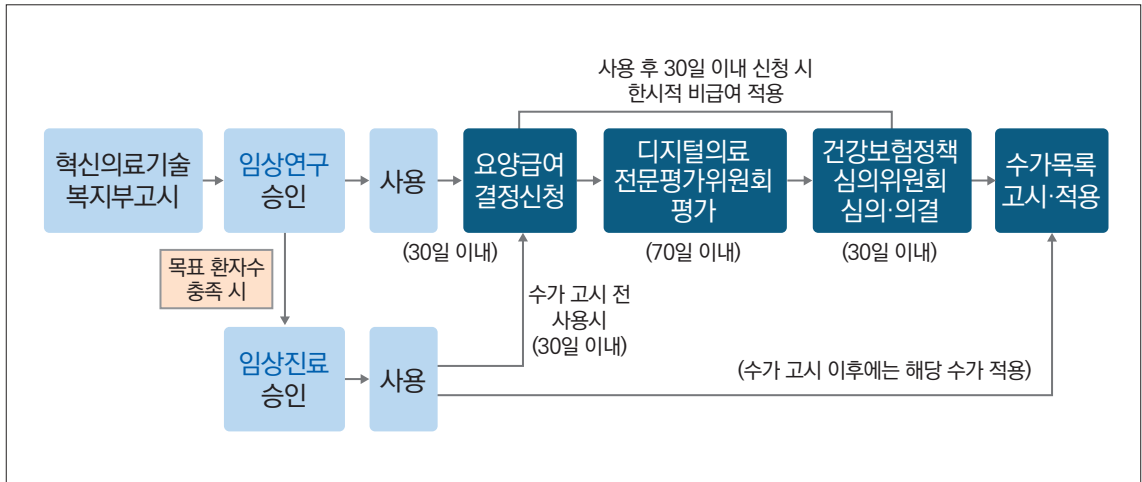 사용 후 30일 이내 신청 시
한시적 비급여 적용
혁신의료기술
복지부고시
임상연구
승인
사용
요양급여
결정신청
디지털의료
전문평가위원회
평가
건강보험정책
심의위원회
심의·의결
수가목록
고시·적용
(30일 이내)
(70일 이내)
(30일 이내)
목표 환자수
충족 시
수가 고시 전
사용시
(30일 이내)
임상진료
승인
사용
(수가 고시 이후에는 해당 수가 적용)